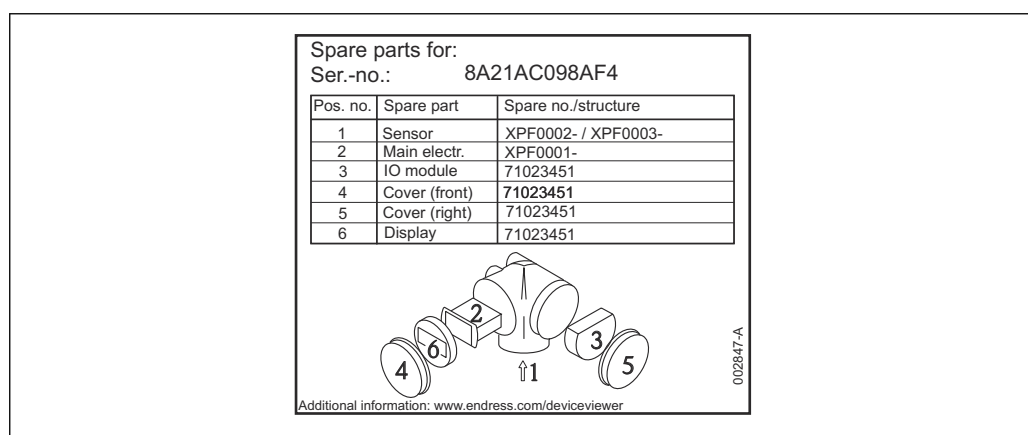 Spare parts for:
Ser.-no.: 8A21AC098AF4
Pos. no. Spare part Spare no./structure
1 Sensor XPF0002- / XPF0003-
2 Main electr. XPF0001-
3 IO module 71023451
4 Cover (front) 71023451
5 Cover (right) 71023451
6 Display 71023451
2
6
3
4
⇧1
5
002847-A
Additional information: www.endress.com/deviceviewer